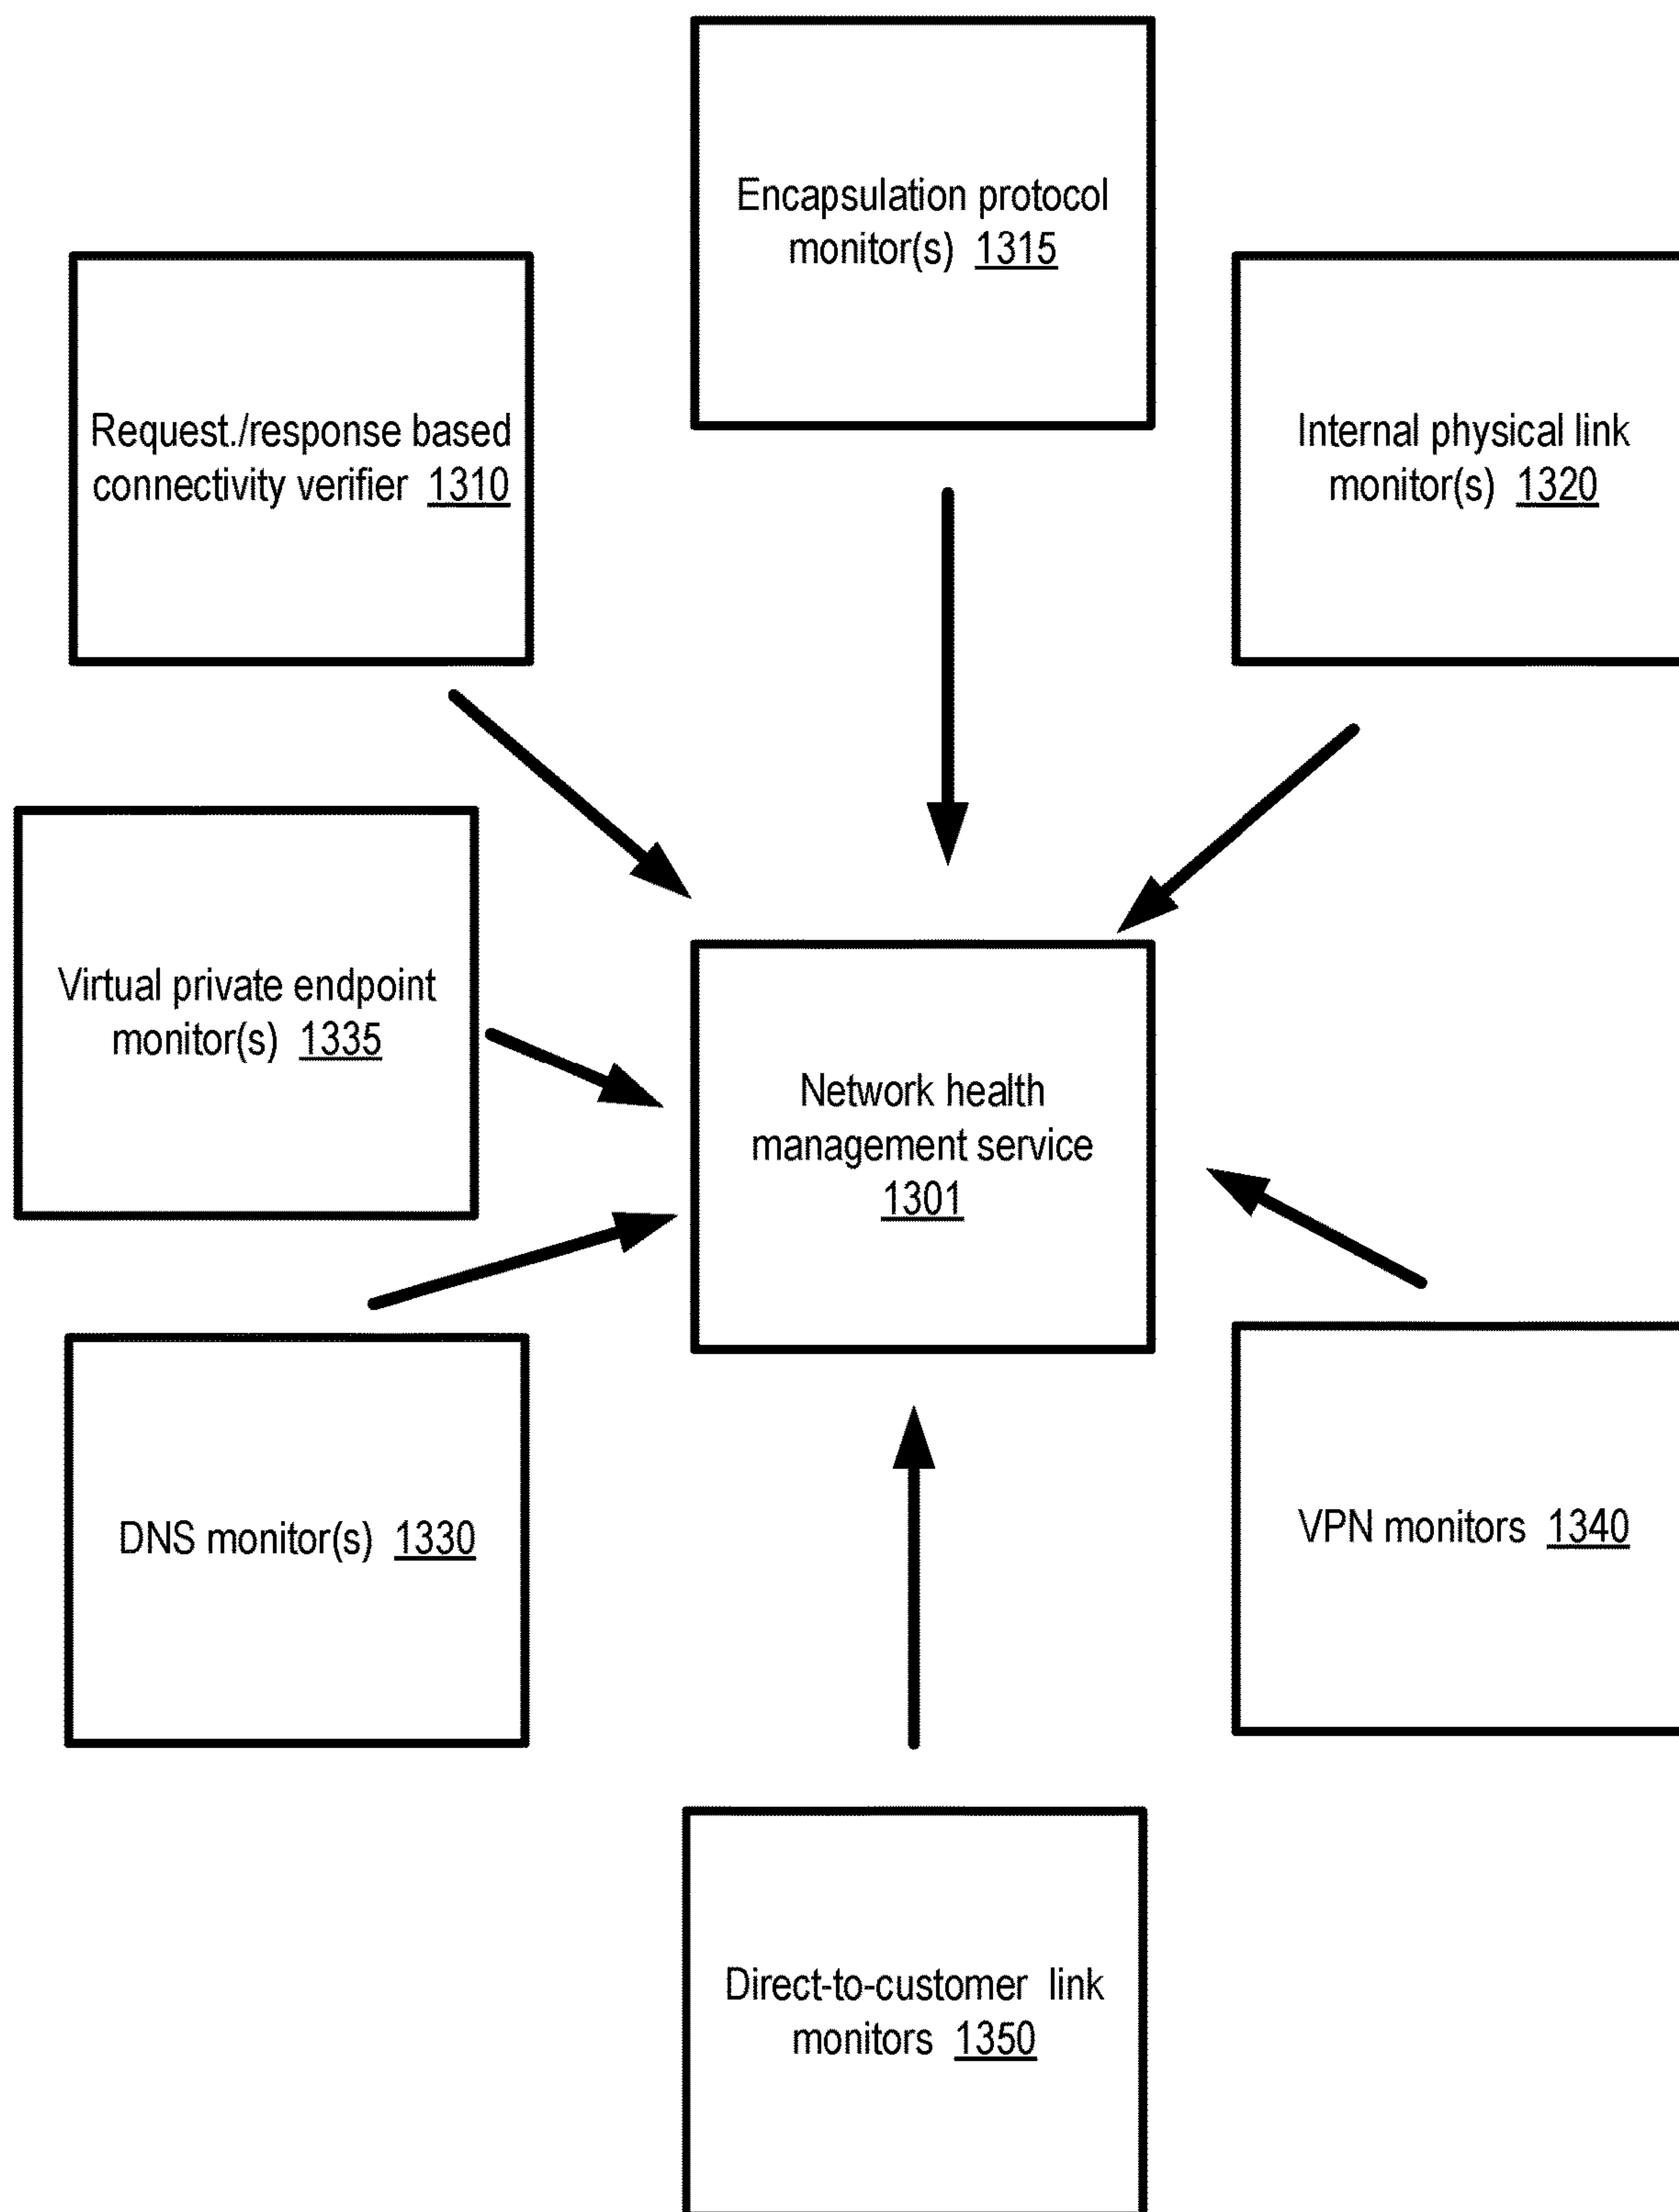 Encapsulation protocol
monitor(s) 1315
Request./response based
connectivity verifier 1310
Internal physical link
monitor(s) 1320
Virtual private endpoint
monitor(s) 1335
Network health
management service
1301
DNS monitor(s) 1330
VPN monitors 1340
Direct-to-customer link
monitors 1350